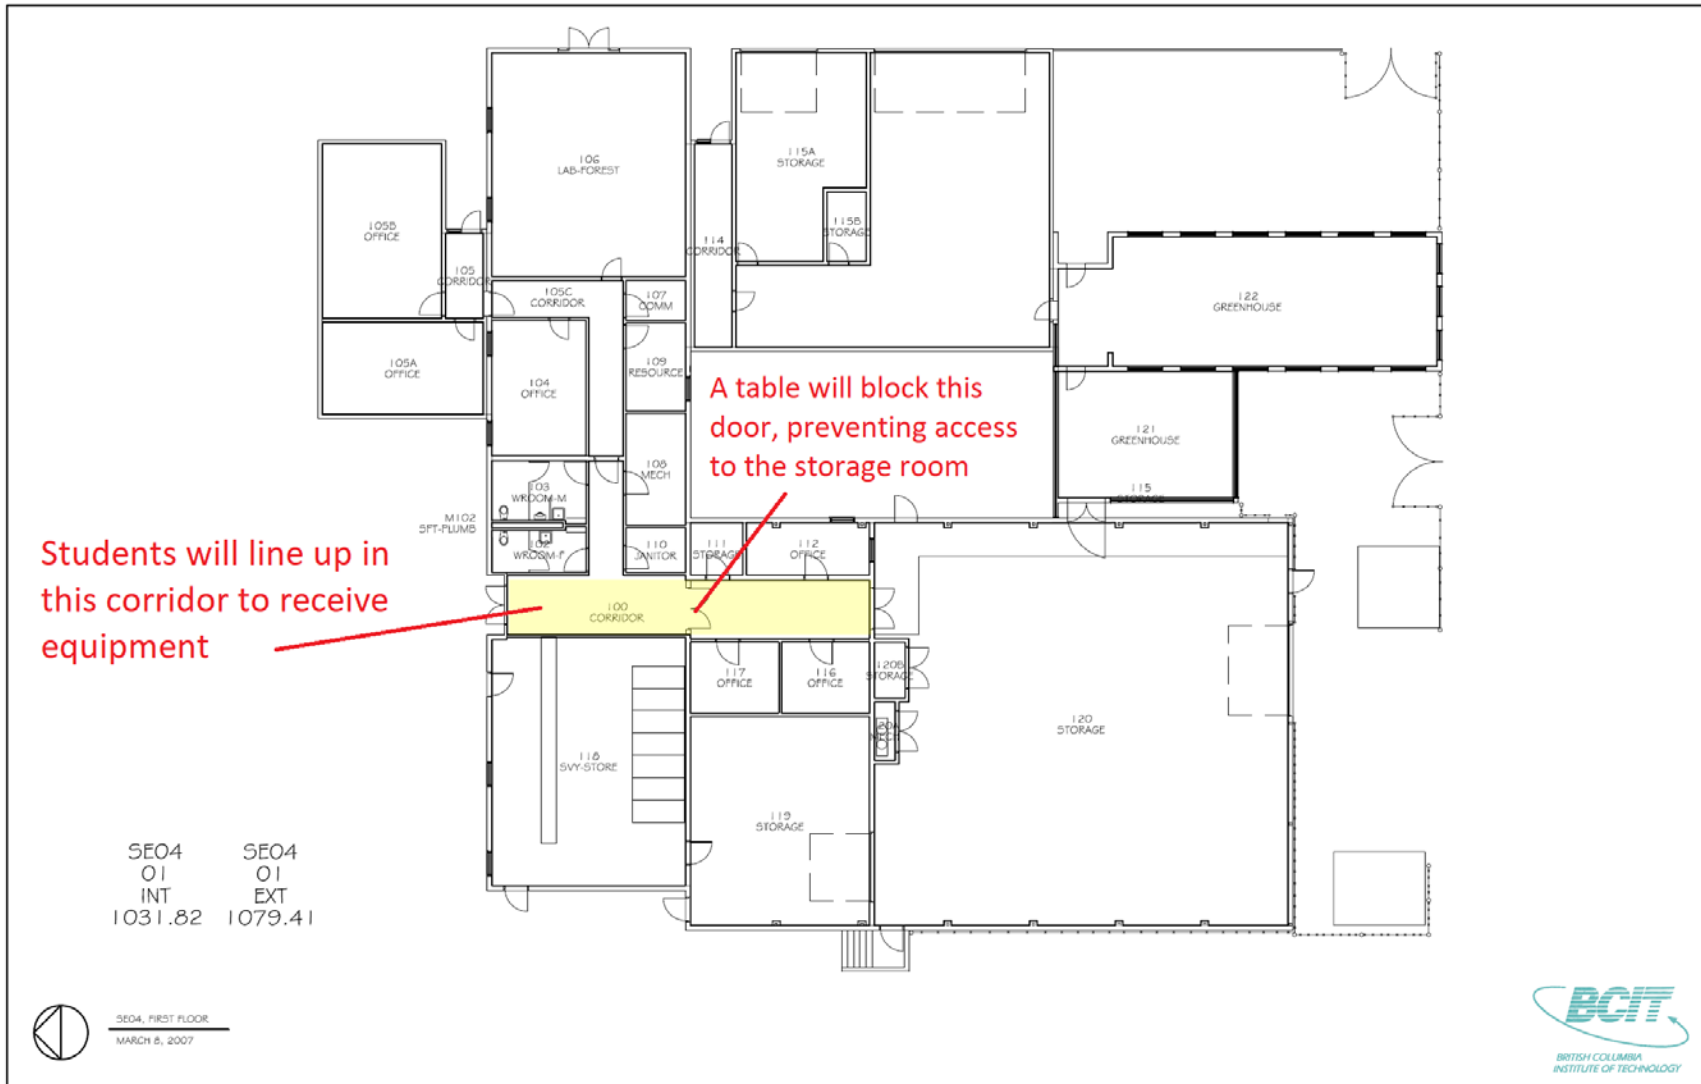 106
LAB-FOREST
115A
STORAGE
115B
STORAGE
105B
OFFICE
114
CORRIDOR
105
CORRIDOR
105C
CORRIDOR
107
COMM
122
GREENHOUSE
105A
OFFICE
104
OFFICE
109
RESOURCE
A table will block this
door, preventing access
to the storage room
121
GREENHOUSE
108
MECH
103
WROOM-M
115
STORAGE
M102
SFT-PLUMB
102
WROOM-F
110
JANITOR
111
STORAGE
112
OFFICE
Students will line up in
this corridor to receive
equipment
100
CORRIDOR
117
OFFICE
116
OFFICE
120B
STORAGE
120
STORAGE
118
SVY-STORE
119
STORAGE
SE04 SE04
01 01
INT EXT
1031.82 1079.41
SE04, FIRST FLOOR
MARCH 8, 2007
BCIT
BRITISH COLUMBIA
INSTITUTE OF TECHNOLOGY